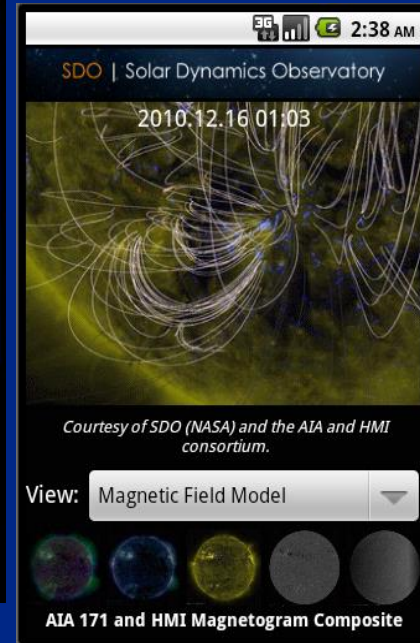 3G 2:38 AM
SDO | Solar Dynamics Observatory
2010.12.16 01:03
Courtesy of SDO (NASA) and the AIA and HMI
consortium.
View: Magnetic Field Model
AIA 171 and HMI Magnetogram Composite